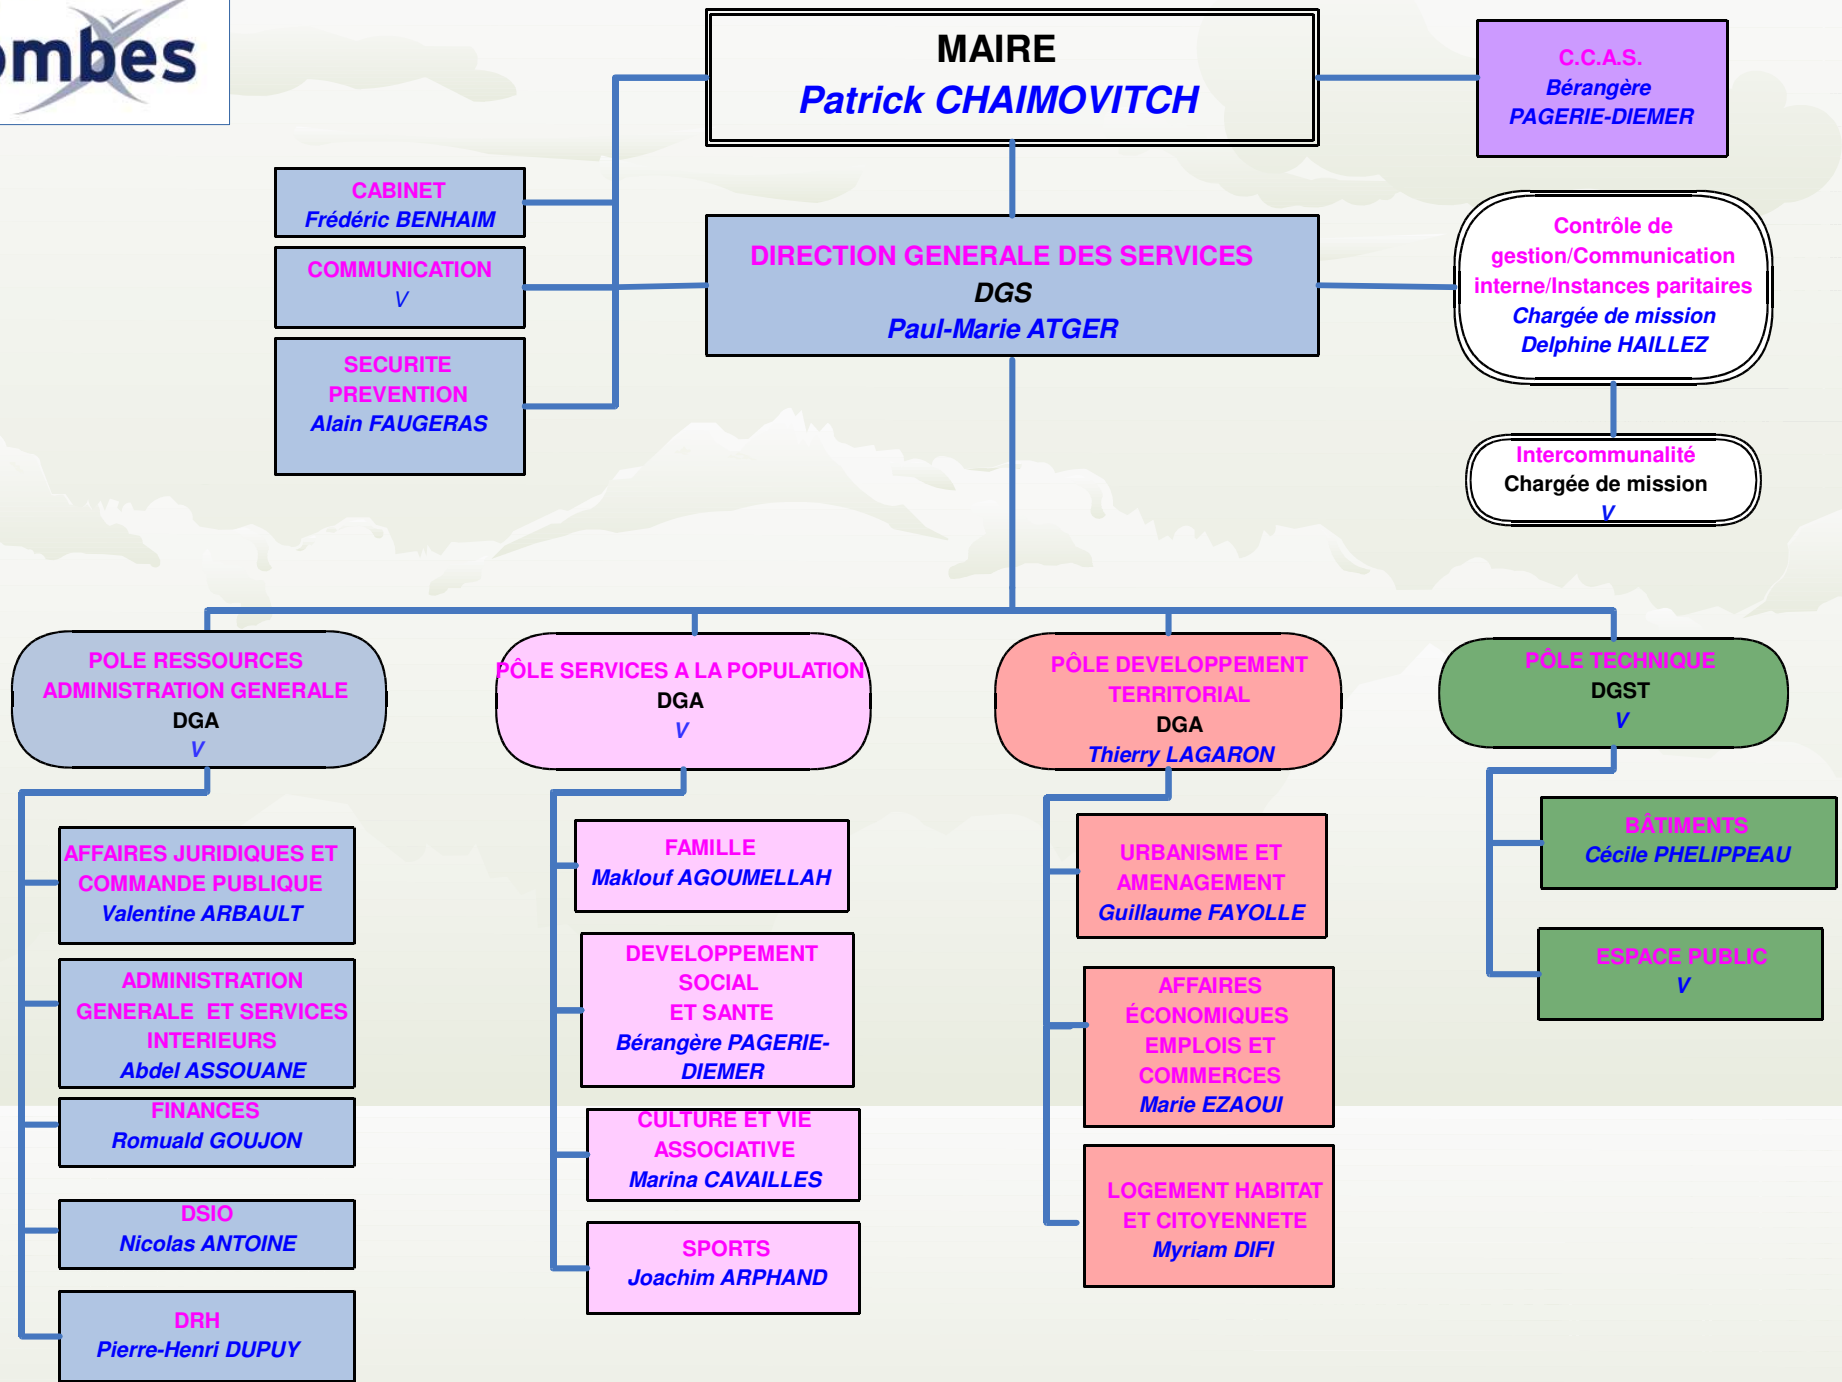 ombes
MAIRE
Patrick CHAIMOVITCH
C.C.A.S.
Bérangère
PAGERIE-DIEMER
CABINET
Frédéric BENHAIM
COMMUNICATION
V
SECURITE
PREVENTION
Alain FAUGERAS
DIRECTION GENERALE DES SERVICES
DGS
Paul-Marie ATGER
Contrôle de
gestion/Communication
interne/Instances paritaires
Chargée de mission
Delphine HAILLEZ
Intercommunalité
Chargée de mission
V
POLE RESSOURCES
ADMINISTRATION GENERALE
DGA
V
AFFAIRES JURIDIQUES ET
COMMANDE PUBLIQUE
Valentine ARBAULT
ADMINISTRATION
GENERALE ET SERVICES
INTERIEURS
Abdel ASSOUANE
FINANCES
Romuald GOUJON
DSIO
Nicolas ANTOINE
DRH
Pierre-Henri DUPUY
PÔLE SERVICES A LA POPULATION
DGA
V
FAMILLE
Maklouf AGOUMELLAH
DEVELOPPEMENT
SOCIAL
ET SANTE
Bérangère PAGERIE-
DIEMER
CULTURE ET VIE
ASSOCIATIVE
Marina CAVAILLES
SPORTS
Joachim ARPHAND
PÔLE DEVELOPPEMENT
TERRITORIAL
DGA
Thierry LAGARON
URBANISME ET
AMENAGEMENT
Guillaume FAYOLLE
AFFAIRES
ÉCONOMIQUES
EMPLOIS ET
COMMERCES
Marie EZAOUI
LOGEMENT HABITAT
ET CITOYENNETE
Myriam DIFI
PÔLE TECHNIQUE
DGST
V
BÂTIMENTS
Cécile PHELIPPEAU
ESPACE PUBLIC
V